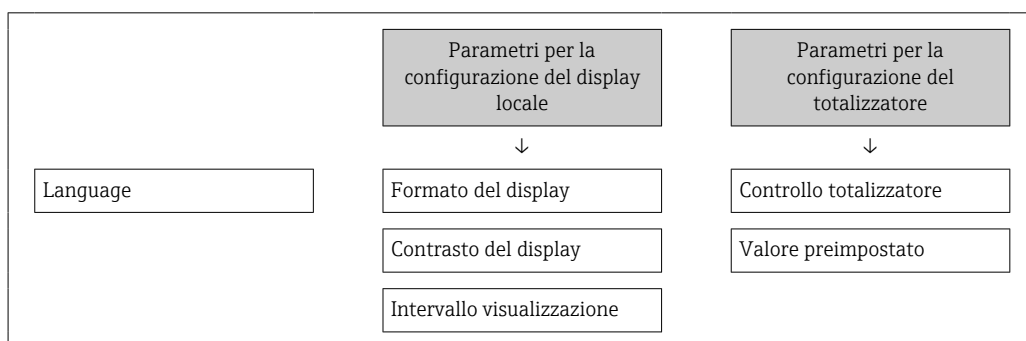 Parametri per la
configurazione del display
locale
Parametri per la
configurazione del
totalizzatore
↓
↓
Language
Formato del display
Controllo totalizzatore
Contrasto del display
Valore preimpostato
Intervallo visualizzazione